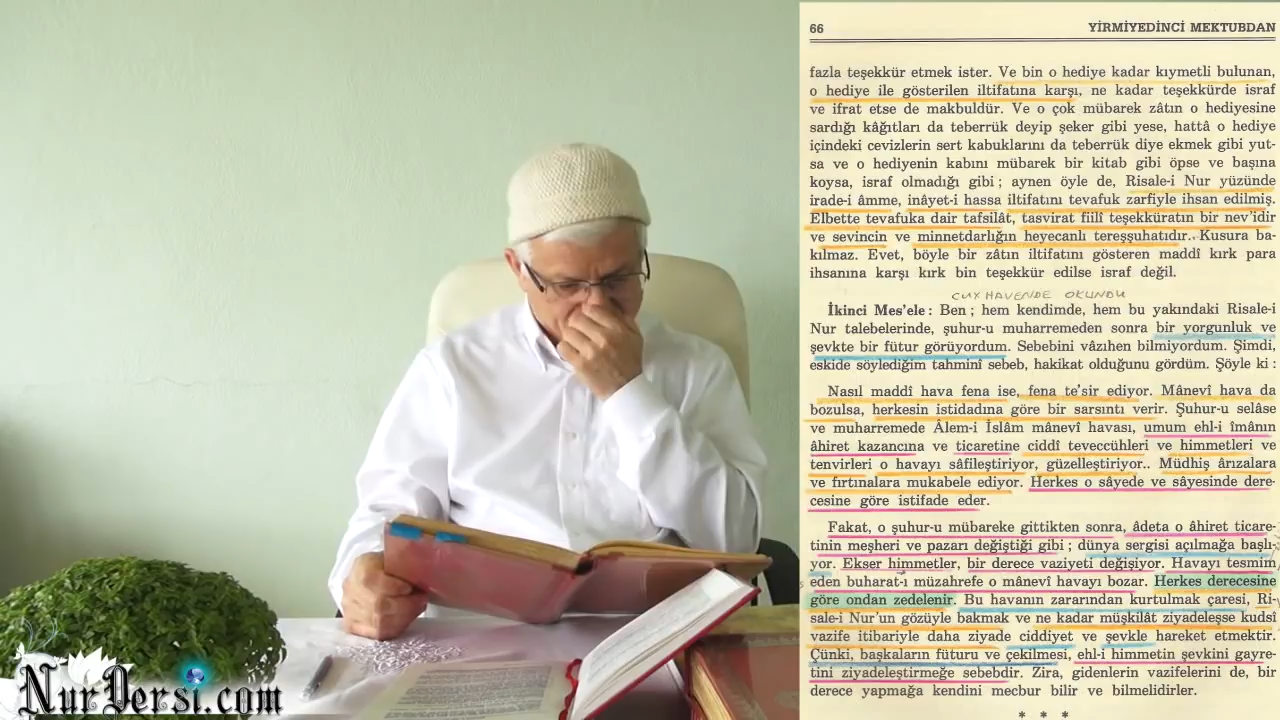 66 YİRMİYEDİNCİ MEKTUBDAN
fazla teşekkür etmek ister. Ve bin o hediye kadar kıymetli bulunan,
o hediye ile gösterilen iltifatına karşı, ne kadar teşekkürde israf
ve ifrat etse de makbuldür. Ve o çok mübarek zâtın o hediyesine
sardığı kâğıtları da teberrük deyip şeker gibi yese, hattâ o hediye
içindeki cevizlerin sert kabuklarını da teberrük diye ekmek gibi yut-
sa ve o hediyenin kabını mübarek bir kitab gibi öpse ve başına
koysa, israf olmadığı gibi; aynen öyle de, Risale-i Nur yüzünde
irade-i âmme, inâyet-i hassa iltifatını tevafuk zarfiyle ihsan edilmiş.
Elbette tevafuka dair tafsilât, tasvirat fiilî teşekküratın bir nev'idir
ve sevincin ve minnetdarlığın heyecanlı tereşşuhatıdır.. Kusura ba-
kılmaz. Evet, böyle bir zâtın iltifatını gösteren maddî kırk para
ihsanına karşı kırk bin teşekkür edilse israf değil.
CUXHAVENDE OKUNDU
İkinci Mes'ele: Ben; hem kendimde, hem bu yakındaki Risale-i
Nur talebelerinde, şuhur-u muharremeden sonra bir yorgunluk ve
şevkte bir fütur görüyordum. Sebebini vâzıhen bilmiyordum. Şimdi,
eskide söylediğim tahminî sebeb, hakikat olduğunu gördüm. Şöyle ki:
Nasıl maddî hava fena ise, fena te'sir ediyor. Mânevî hava da
bozulsa, herkesin istidadına göre bir sarsıntı verir. Şuhur-u selâse
ve muharremede Âlem-i İslâm mânevî havası, umum ehl-i îmânın
âhiret kazancına ve ticaretine ciddî teveccühleri ve himmetleri ve
tenvirleri o havayı sâfileştiriyor, güzelleştiriyor.. Müdhiş ârızalara
ve fırtınalara mukabele ediyor. Herkes o sâyede ve sâyesinde dere-
cesine göre istifade eder.
Fakat, o şuhur-u mübareke gittikten sonra, âdeta o âhiret ticare-
tinin meşheri ve pazarı değiştiği gibi; dünya sergisi açılmağa başlı-
yor. Ekser himmetler, bir derece vaziyeti değişiyor. Havayı tesmim
eden buharat-ı müzahrefe o mânevî havayı bozar. Herkes derecesine
göre ondan zedelenir. Bu havanın zararından kurtulmak çaresi, Ri-
sale-i Nur'un gözüyle bakmak ve ne kadar müşkilât ziyadeleşse kudsî
vazife itibariyle daha ziyade ciddiyet ve şevkle hareket etmektir.
Çünki, başkaların füturu ve çekilmesi, ehl-i himmetin şevkini gayre-
tini ziyadeleştirmeğe sebebdir. Zira, gidenlerin vazifelerini de, bir
derece yapmağa kendini mecbur bilir ve bilmelidirler.
* * *
NurDersi.com